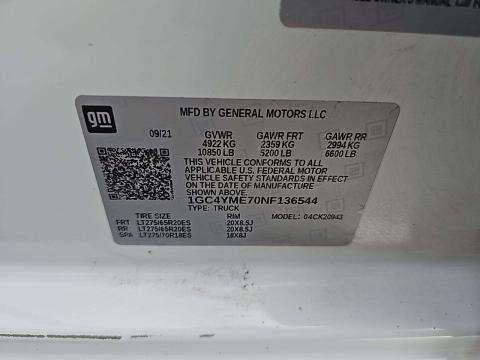 OWNER'S MANUAL
gm
MFD BY GENERAL MOTORS LLC
09/21 GVWR GAWR FRT GAWR RR
4922 KG 2359 KG 2994 KG
10850 LB 5200 LB 6600 LB
THIS VEHICLE CONFORMS TO ALL
APPLICABLE U.S. FEDERAL MOTOR
VEHICLE SAFETY STANDARDS IN
EFFECT ON THE DATE OF MANUFACTURE
SHOWN ABOVE.
1GC4YME70NF136544
TYPE: TRUCK
TIRE SIZE RIM MODEL: 04CK20943
FRT LT275/65R20ES 20X8.5J
RR LT275/65R20ES 20X8.5J
SPA LT275/70R18ES 18X8J